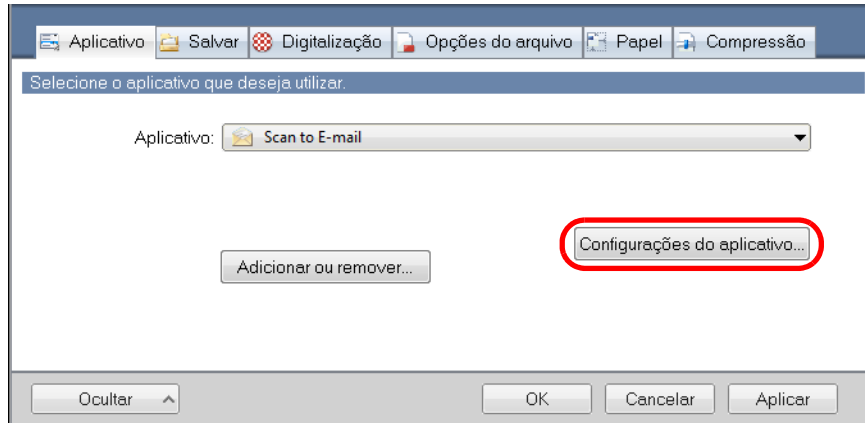 Aplicativo Salvar Digitalização Opções do arquivo Papel Compressão
Selecione o aplicativo que deseja utilizar.
Aplicativo: Scan to E-mail
Configurações do aplicativo...
Adicionar ou remover...
Ocultar OK Cancelar Aplicar